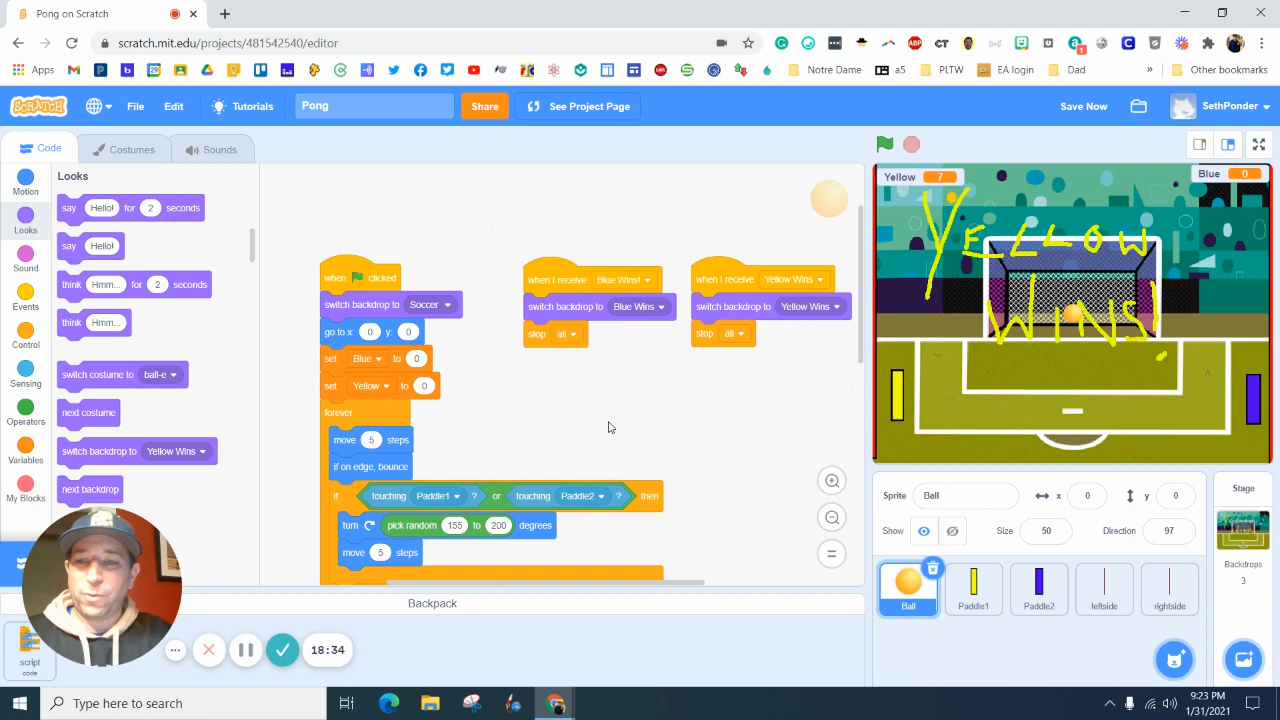 Pong on Scratch
scratch.mit.edu/projects/481542540/editor
ABP
CT
1
Apps
Notre Dame
a5
PLTW
EA login
Dad
»
Other bookmarks
SCRATCH
File
Edit
Tutorials
Pong
Share
See Project Page
Save Now
SethPonder
Code
Costumes
Sounds
Motion
Looks
Sound
Events
Control
Sensing
Operators
Variables
My Blocks
Looks
say Hello! for 2 seconds
say Hello!
think Hmm... for 2 seconds
think Hmm...
switch costume to ball-e
next costume
switch backdrop to Yellow Wins
next backdrop
when clicked
switch backdrop to Soccer
go to x: 0 y: 0
set Blue to 0
set Yellow to 0
forever
move 5 steps
if on edge, bounce
if touching Paddle1 ? or touching Paddle2 ? then
turn pick random 155 to 200 degrees
move 5 steps
when I receive Blue Wins!
switch backdrop to Blue Wins
stop all
when I receive Yellow Wins
switch backdrop to Yellow Wins
stop all
Yellow 7
Blue 0
YELLOW
WINS!
Sprite Ball x 0 y 0
Show Size 50 Direction 97
Ball
Paddle1
Paddle2
leftside
rightside
Stage
Backdrops
3
Backpack
script
code
18:34
Type here to search
9:23 PM
1/31/2021